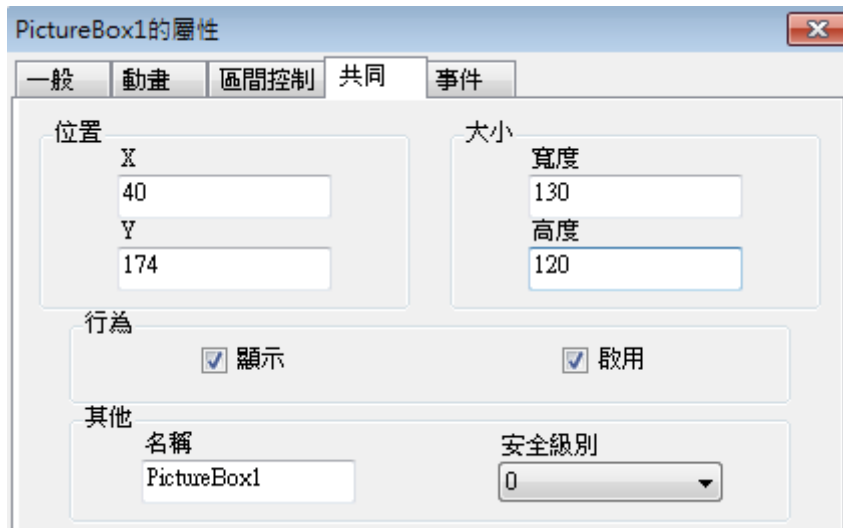 PictureBox1的屬性
一般 動畫 區間控制 共同 事件
位置 大小
X 寬度
40 130
Y 高度
174 120
行為
顯示 啟用
其他
名稱 安全級別
PictureBox1 0